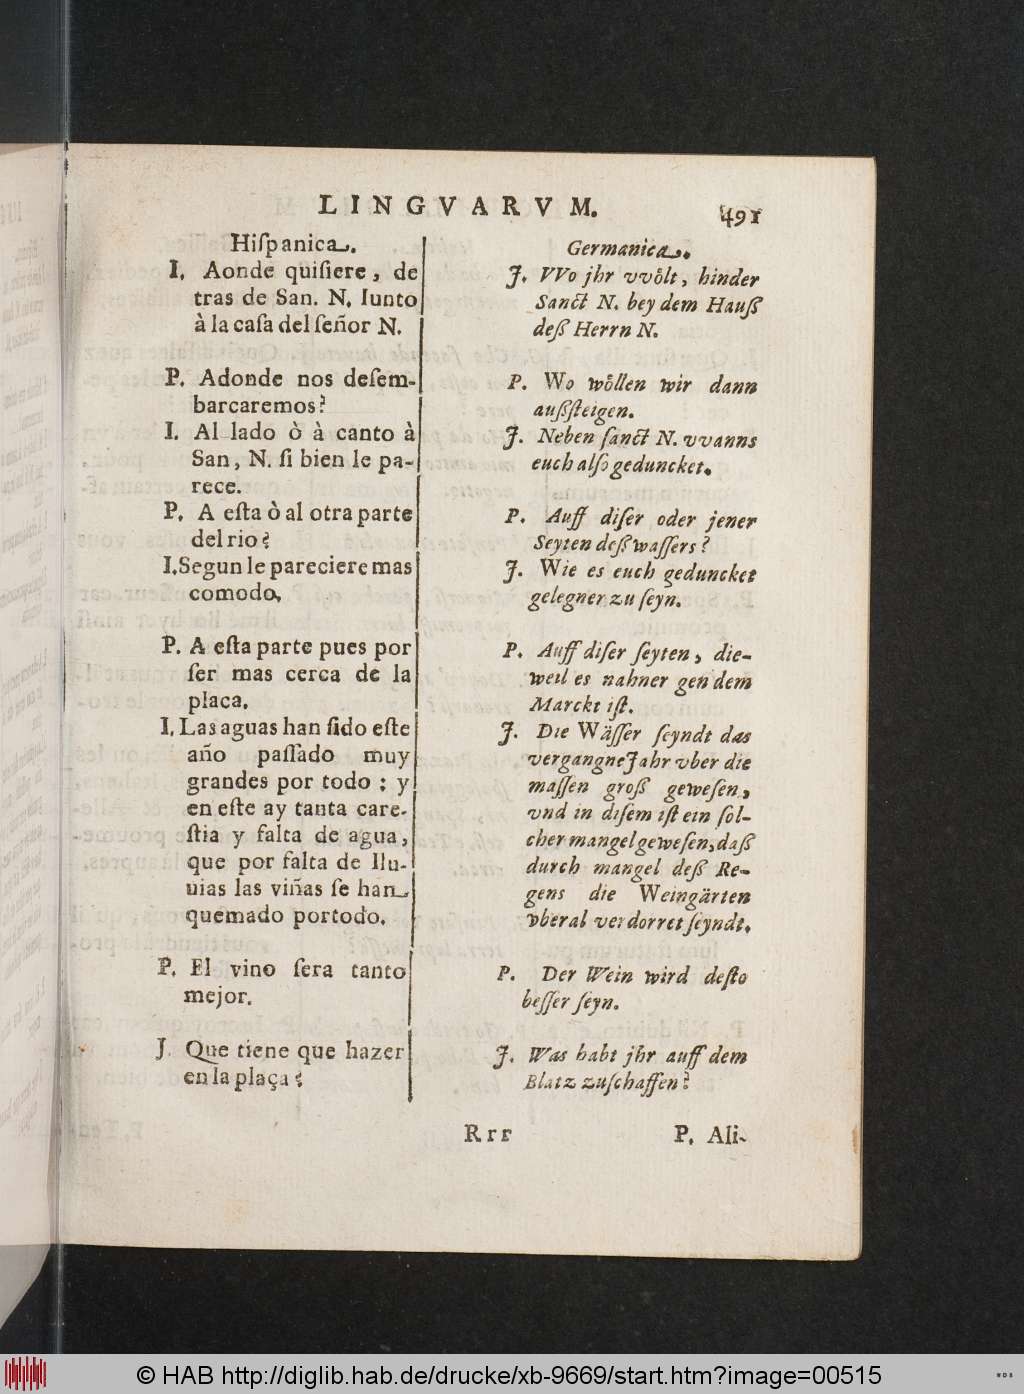 LINGVARVM.
491
Hiſpanica.
I. Aonde quiſiere, de
tras de San. N. Iunto
à la caſa del ſeñor N.
P. Adonde nos deſem-
barcaremos?
I. Al lado ò à canto à
San, N. ſi bien le pa-
rece.
P. A eſta ò al otra parte
del rio?
I. Segun le pareciere mas
comodo.
P. A eſta parte pues por
ſer mas cerca de la
placa.
I. Las aguas han ſido eſte
año paſſado muy
grandes por todo ; y
en eſte ay tanta care-
ſtia y falta de agua,
que por falta de llu-
uias las viñas ſe han
quemado portodo.
P. El vino ſera tanto
mejor.
J. Que tiene que hazer
en la plaça?
Germanica.
J. VVo jhr vvoͤlt, hinder
Sanct N. bey dem Hauß
deß Herrn N.
P. Wo woͤllen wir dann
außſteigen.
J. Neben ſanct N. vvanns
euch alſo geduncket.
P. Auff diſer oder jener
Seyten deß waſſers?
J. Wie es euch geduncket
gelegner zu ſeyn.
P. Auff diſer ſeyten, die-
weil es nahner gen dem
Marckt iſt.
J. Die Wäſſer ſeyndt das
vergangne Jahr vber die
maſſen groß geweſen,
vnd in diſem iſt ein ſol-
cher mangel geweſen, daß
durch mangel deß Re-
gens die Weingärten
vberal verdorret ſeyndt.
P. Der Wein wird deſto
beſſer ſeyn.
J. Was habt jhr auff dem
Blatz zuſchaffen?
Rrr
P. Ali-
© HAB http://diglib.hab.de/drucke/xb-9669/start.htm?image=00515